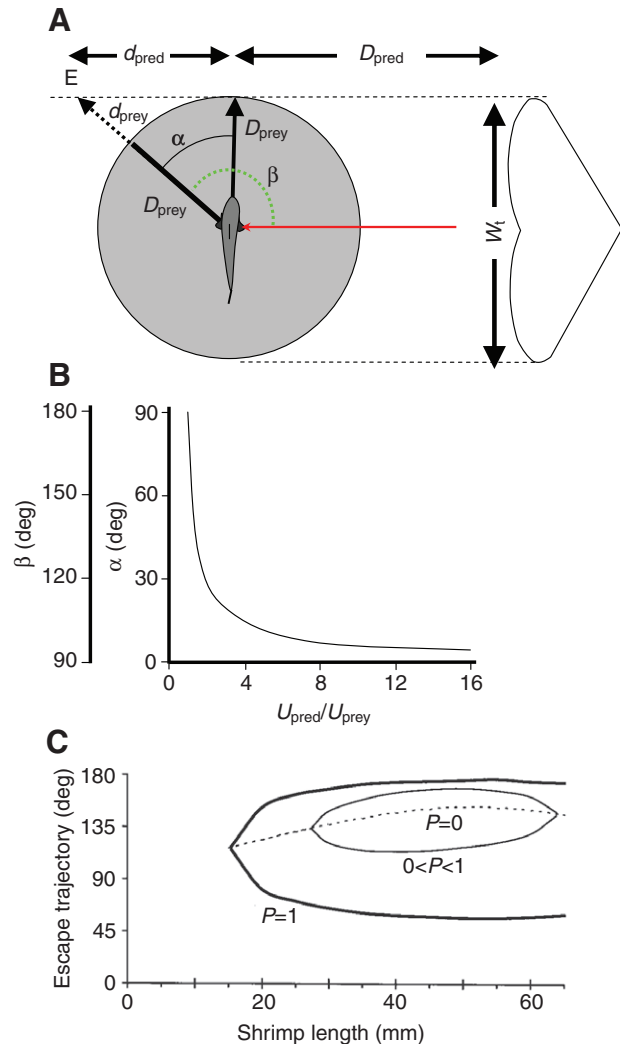 A
d_pred D_pred
E
d_prey
α
D_prey
β
D_prey
W_t
B
180 90
150 60
120 30
90 0
β (deg)
α (deg)
0 4 8 12 16
U_pred/U_prey
C
180
135
90
45
0
Escape trajectory (deg)
P=0
0<P<1
P=1
0 20 40 60
Shrimp length (mm)